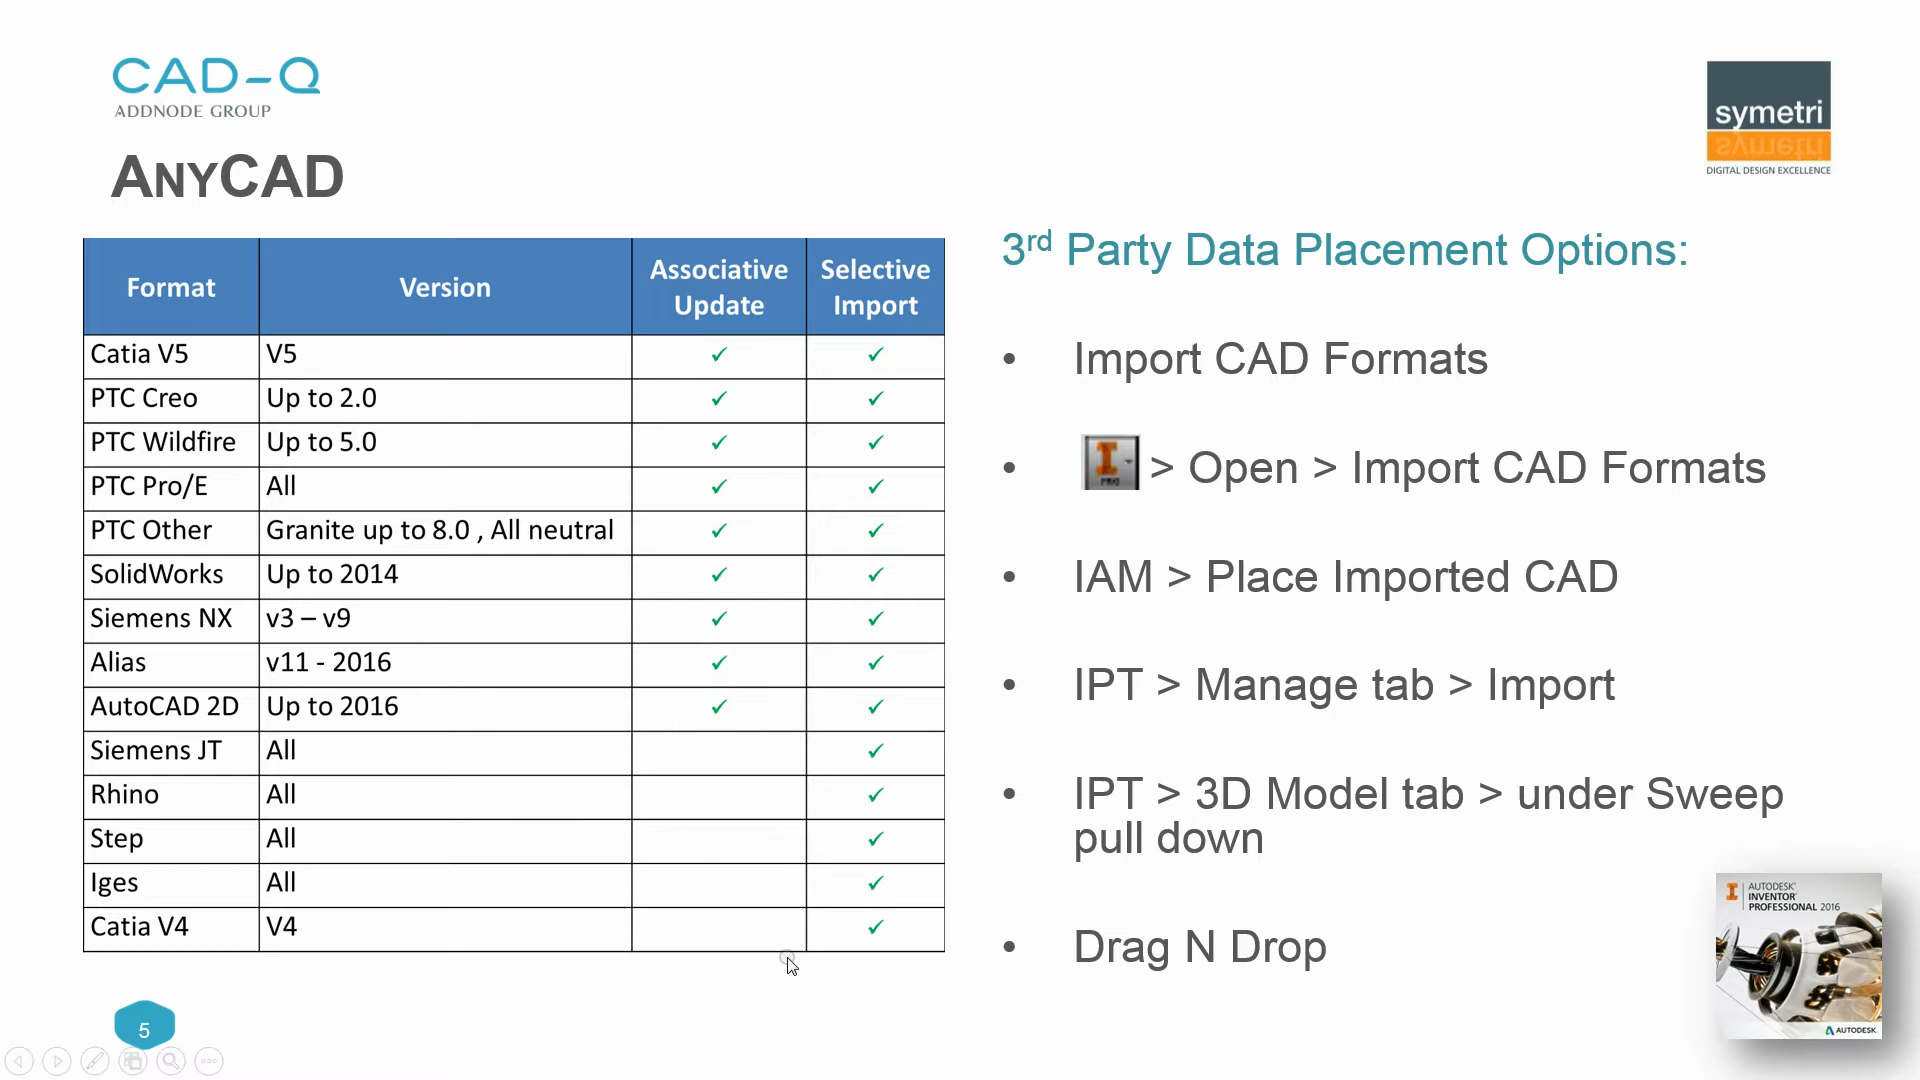 CAD-Q
ADDNODE GROUP
symetri
DIGITAL DESIGN EXCELLENCE
ANYCAD
Format Version Associative Update Selective Import
Catia V5 V5 ✓ ✓
PTC Creo Up to 2.0 ✓ ✓
PTC Wildfire Up to 5.0 ✓ ✓
PTC Pro/E All ✓ ✓
PTC Other Granite up to 8.0 , All neutral ✓ ✓
SolidWorks Up to 2014 ✓ ✓
Siemens NX v3 – v9 ✓ ✓
Alias v11 - 2016 ✓ ✓
AutoCAD 2D Up to 2016 ✓ ✓
Siemens JT All ✓
Rhino All ✓
Step All ✓
Iges All ✓
Catia V4 V4 ✓
3rd Party Data Placement Options:
• Import CAD Formats
• I PRO > Open > Import CAD Formats
• IAM > Place Imported CAD
• IPT > Manage tab > Import
• IPT > 3D Model tab > under Sweep
pull down
• Drag N Drop
I AUTODESK®
INVENTOR®
PROFESSIONAL 2016
AUTODESK.
5